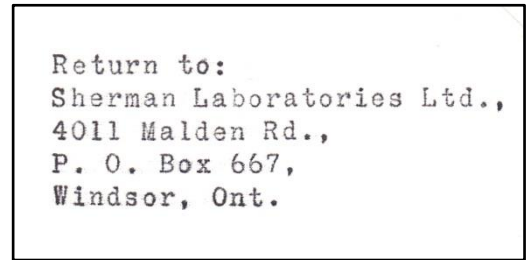 Return to:
Sherman Laboratories Ltd.,
4011 Malden Rd.,
P. O. Box 667,
Windsor, Ont.